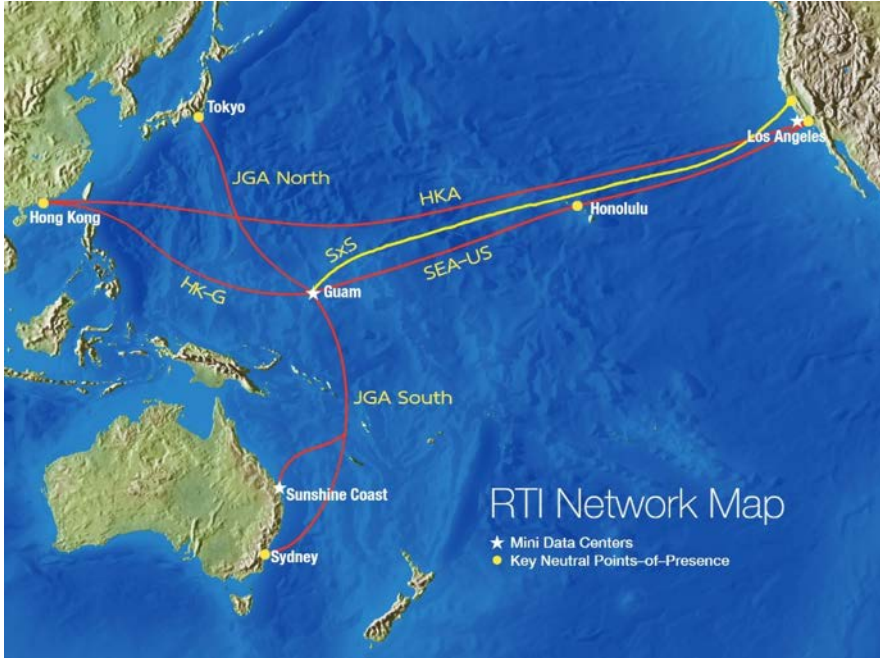 Tokyo
JGA North
Los Angeles
HKA
Hong Kong
Honolulu
SxS
SEA–US
HK–G
Guam
JGA South
Sunshine Coast
Sydney
RTI Network Map
Mini Data Centers
Key Neutral Points–of–Presence